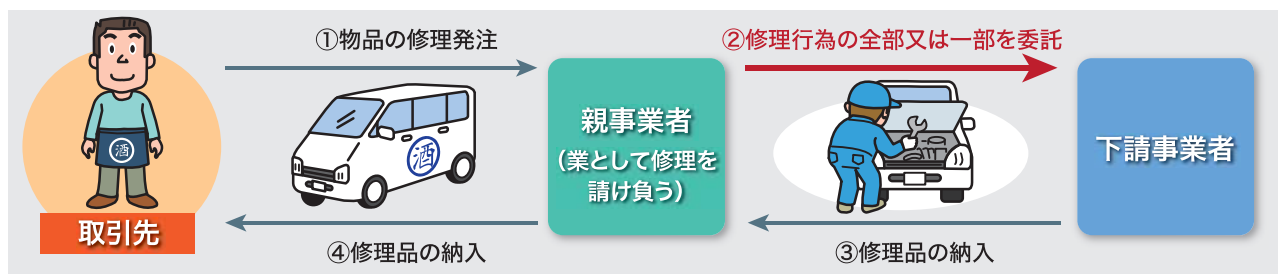 ①物品の修理発注
②修理行為の全部又は一部を委託
酒
酒
親事業者
（業として修理を
請け負う）
下請事業者
取引先
④修理品の納入
③修理品の納入